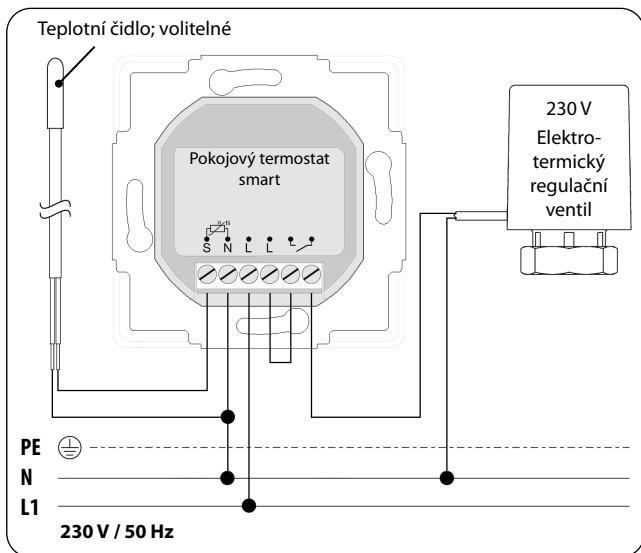 Teplotní čidlo; volitelné
Pokojový termostat
smart
S N L L
230 V
Elektro-
termický
regulační
ventil
PE
N
L1
230 V / 50 Hz